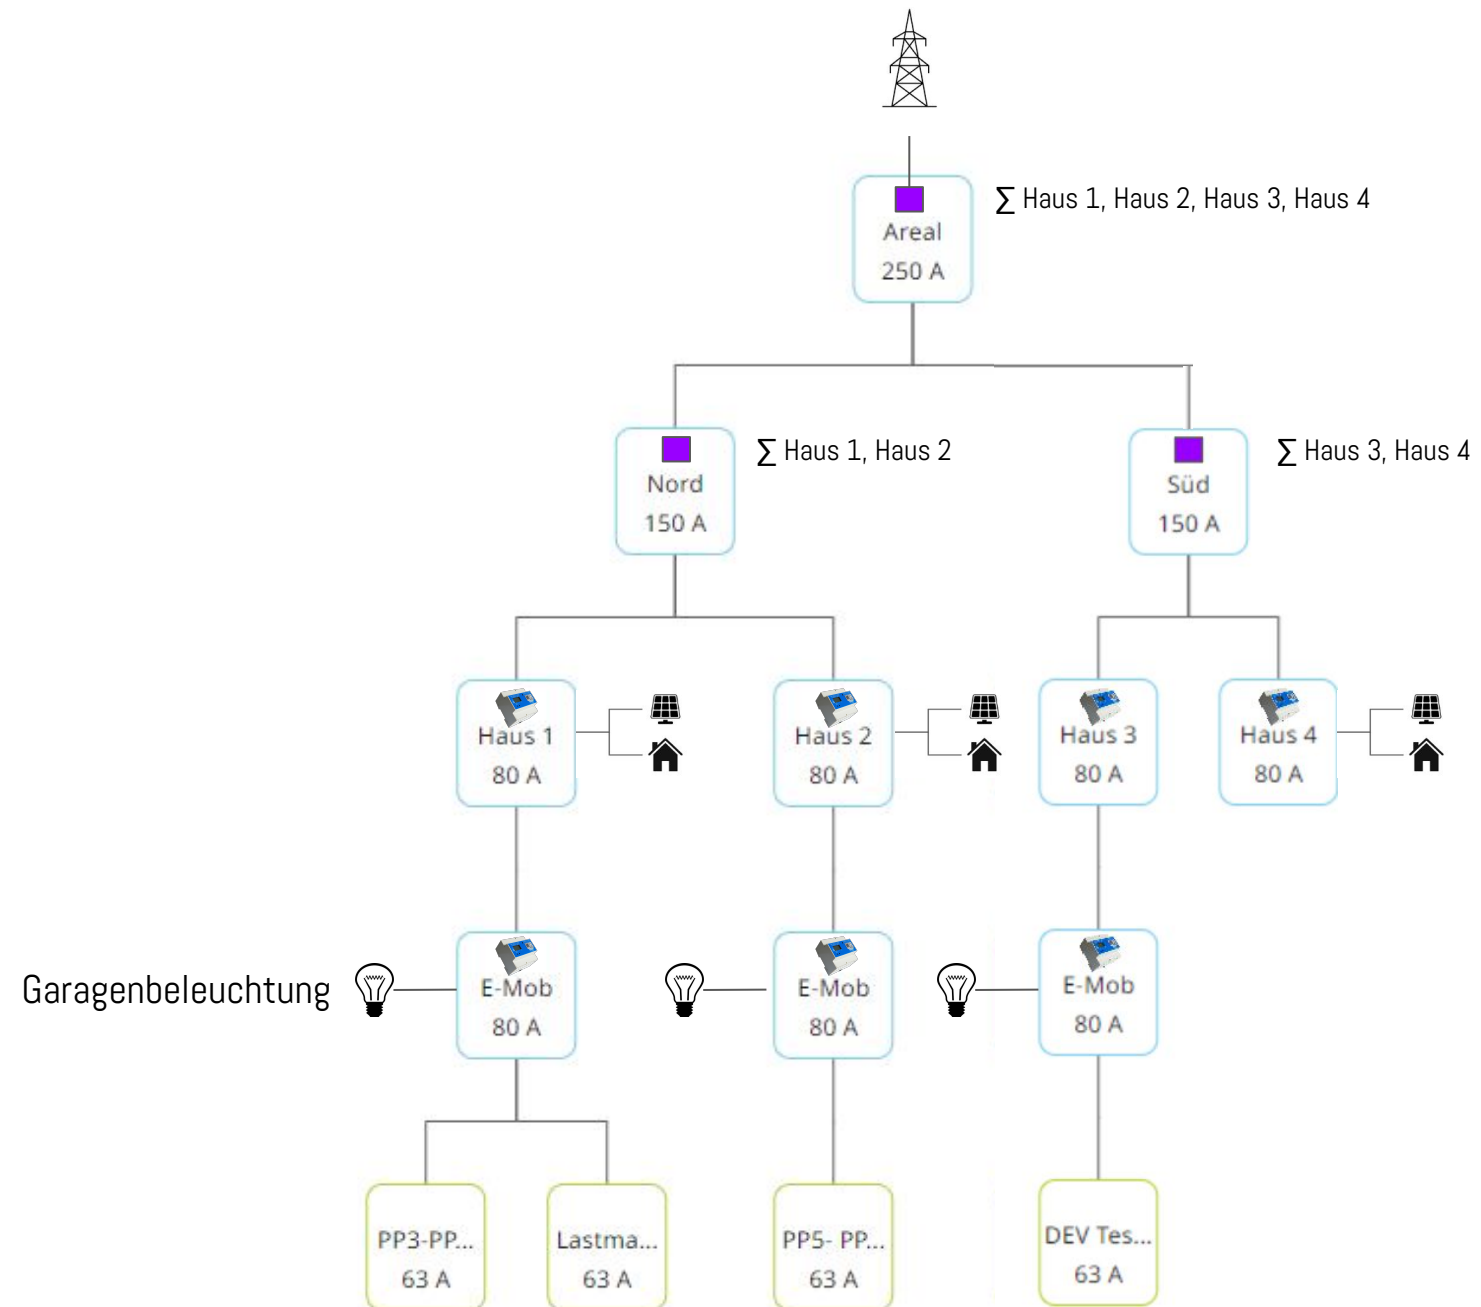 ∑ Haus 1, Haus 2, Haus 3, Haus 4
Areal
250 A
∑ Haus 1, Haus 2
∑ Haus 3, Haus 4
Nord
150 A
Süd
150 A
Haus 1
80 A
Haus 2
80 A
Haus 3
80 A
Haus 4
80 A
Garagenbeleuchtung
E-Mob
80 A
E-Mob
80 A
E-Mob
80 A
PP3-PP...
63 A
Lastma...
63 A
PP5- PP...
63 A
DEV Tes...
63 A